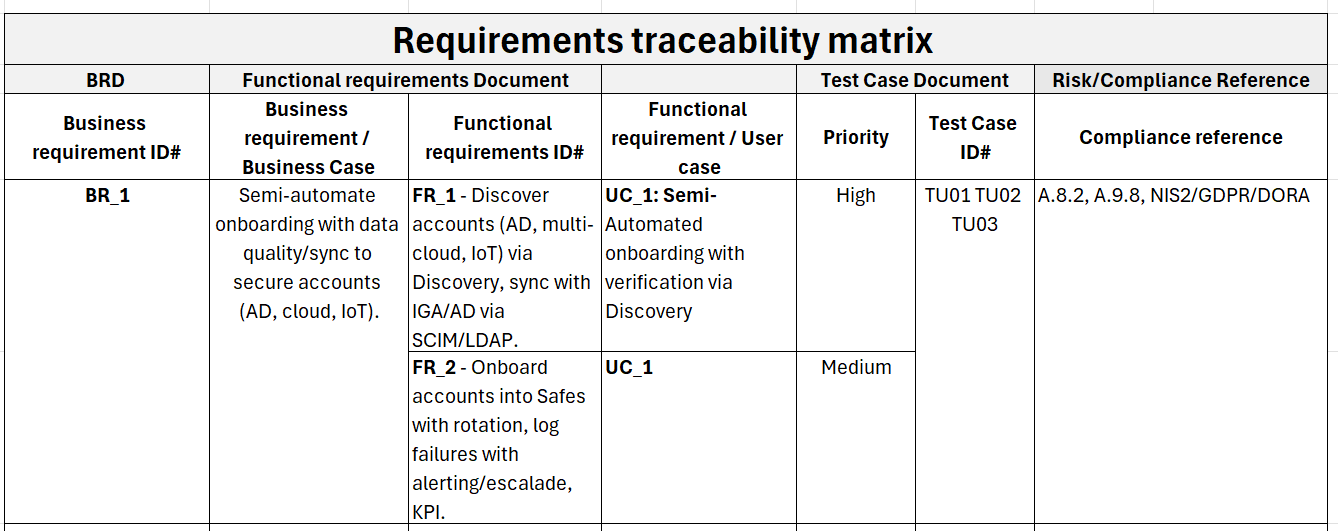 Requirements traceability matrix
BRD
Functional requirements Document
Test Case Document
Risk/Compliance Reference
Business
requirement ID#
Business
requirement /
Business Case
Functional
requirements ID#
Functional
requirement / User
case
Priority
Test Case
ID#
Compliance reference
BR_1
Semi-automate
onboarding with data
quality/sync to
secure accounts
(AD, cloud, IoT).
FR_1 - Discover
accounts (AD, multi-
cloud, IoT) via
Discovery, sync with
IGA/AD via
SCIM/LDAP.
UC_1: Semi-
Automated
onboarding with
verification via
Discovery
High
TU01 TU02
TU03
A.8.2, A.9.8, NIS2/GDPR/DORA
FR_2 - Onboard
accounts into Safes
with rotation, log
failures with
alerting/escalade,
KPI.
UC_1
Medium